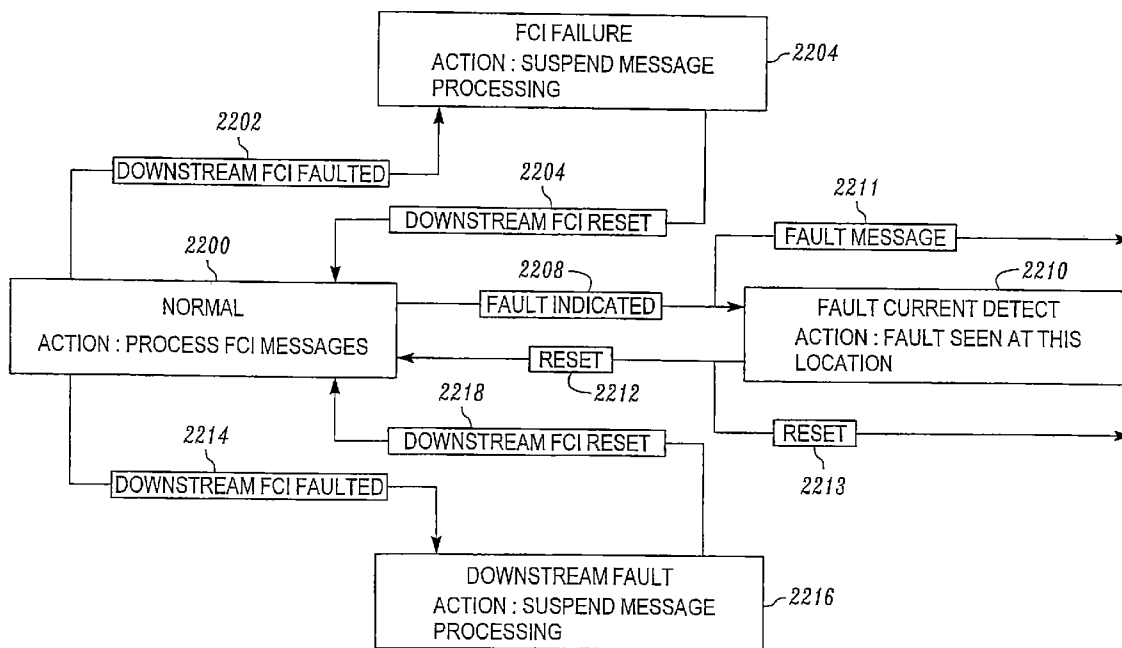 FCI FAILURE
ACTION : SUSPEND MESSAGE
PROCESSING
2204
2202
DOWNSTREAM FCI FAULTED
2204
DOWNSTREAM FCI RESET
2211
FAULT MESSAGE
2200
NORMAL
ACTION : PROCESS FCI MESSAGES
2208
FAULT INDICATED
2210
FAULT CURRENT DETECT
ACTION : FAULT SEEN AT THIS
LOCATION
RESET
2212
2218
DOWNSTREAM FCI RESET
RESET
2213
2214
DOWNSTREAM FCI FAULTED
DOWNSTREAM FAULT
ACTION : SUSPEND MESSAGE
PROCESSING
2216